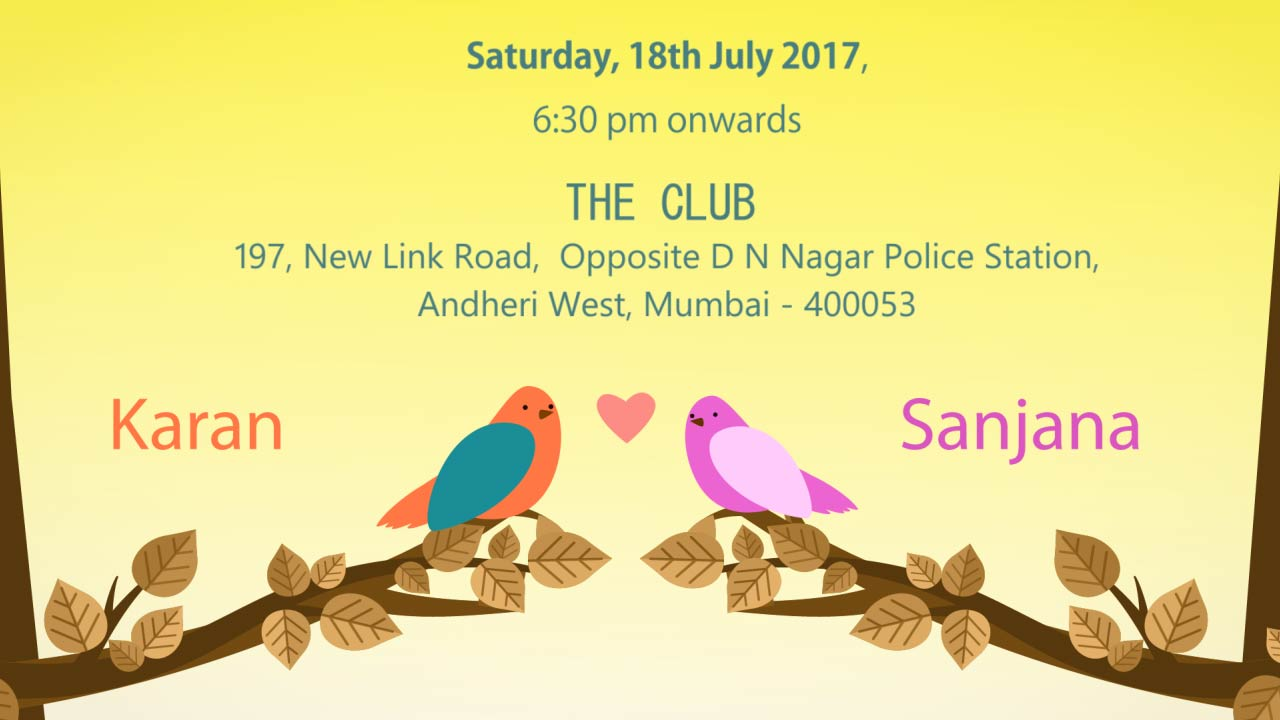 Saturday, 18th July 2017,
6:30 pm onwards
THE CLUB
197, New Link Road, Opposite D N Nagar Police Station,
Andheri West, Mumbai - 400053
Karan
Sanjana